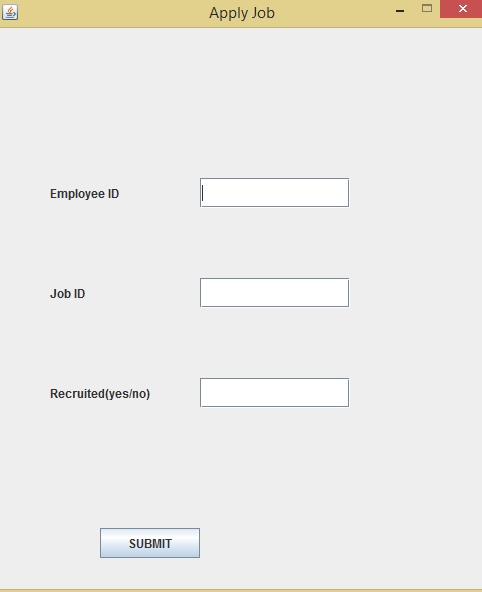 Apply Job
Employee ID
Job ID
Recruited(yes/no)
SUBMIT